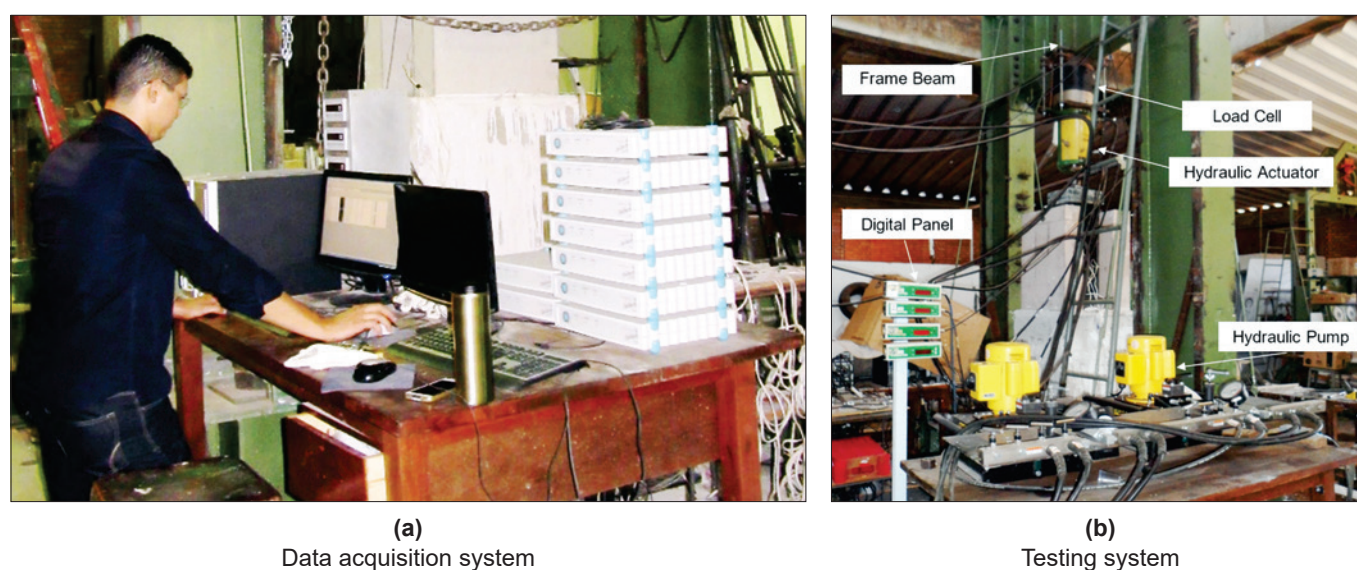 Frame Beam
Load Cell
Hydraulic Actuator
Digital Panel
Hydraulic Pump
(a)
Data acquisition system
(b)
Testing system